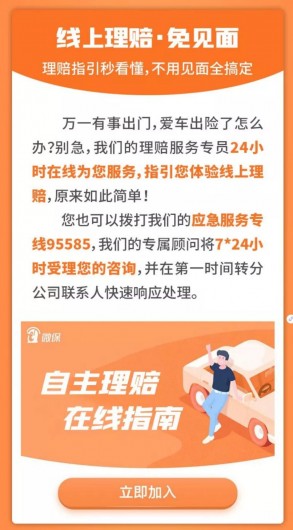 线上理赔·免见面
理赔指引秒看懂，不用见面全搞定
万一有事出门，爱车出险了怎么
办?别急，我们的理赔服务专员24小
时在线为您服务，指引您体验线上理
赔，原来如此简单！
您也可以拨打我们的应急服务专
线95585，我们的专属顾问将7*24小
时受理您的咨询，并在第一时间转分
公司联系人快速响应处理。
微保
自主理赔
在线指南
立即加入